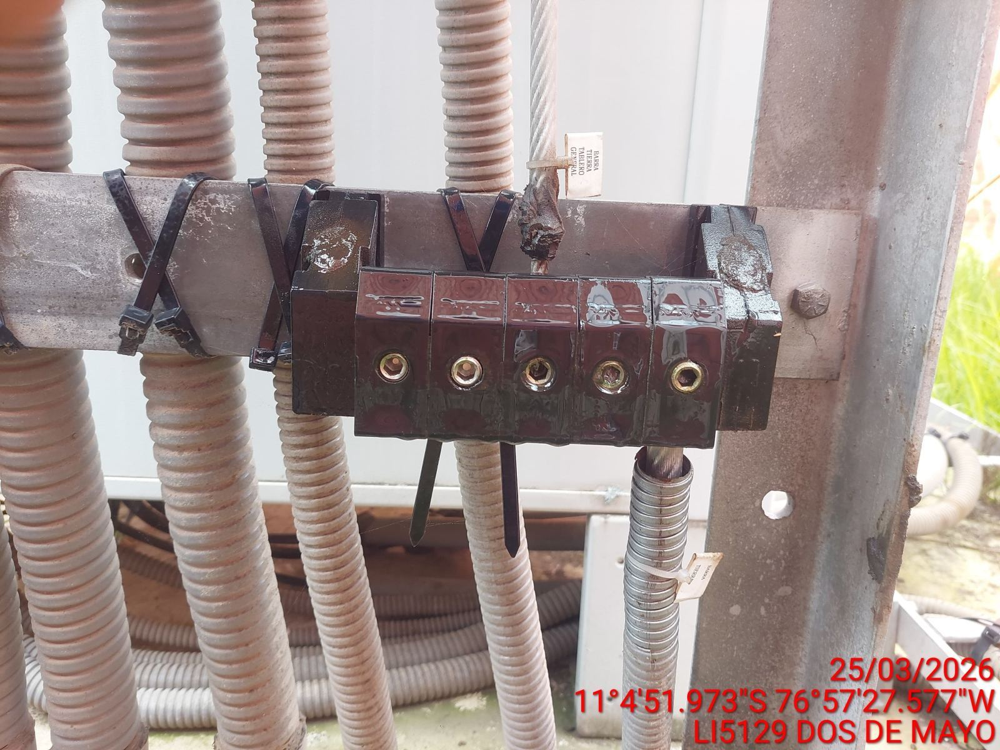 BARRA
TIERRA
TABLERO
GENERAL
BARRA
TIERRA
25/03/2026
11°4'51.973"S 76°57'27.577"W
LI5129 DOS DE MAYO